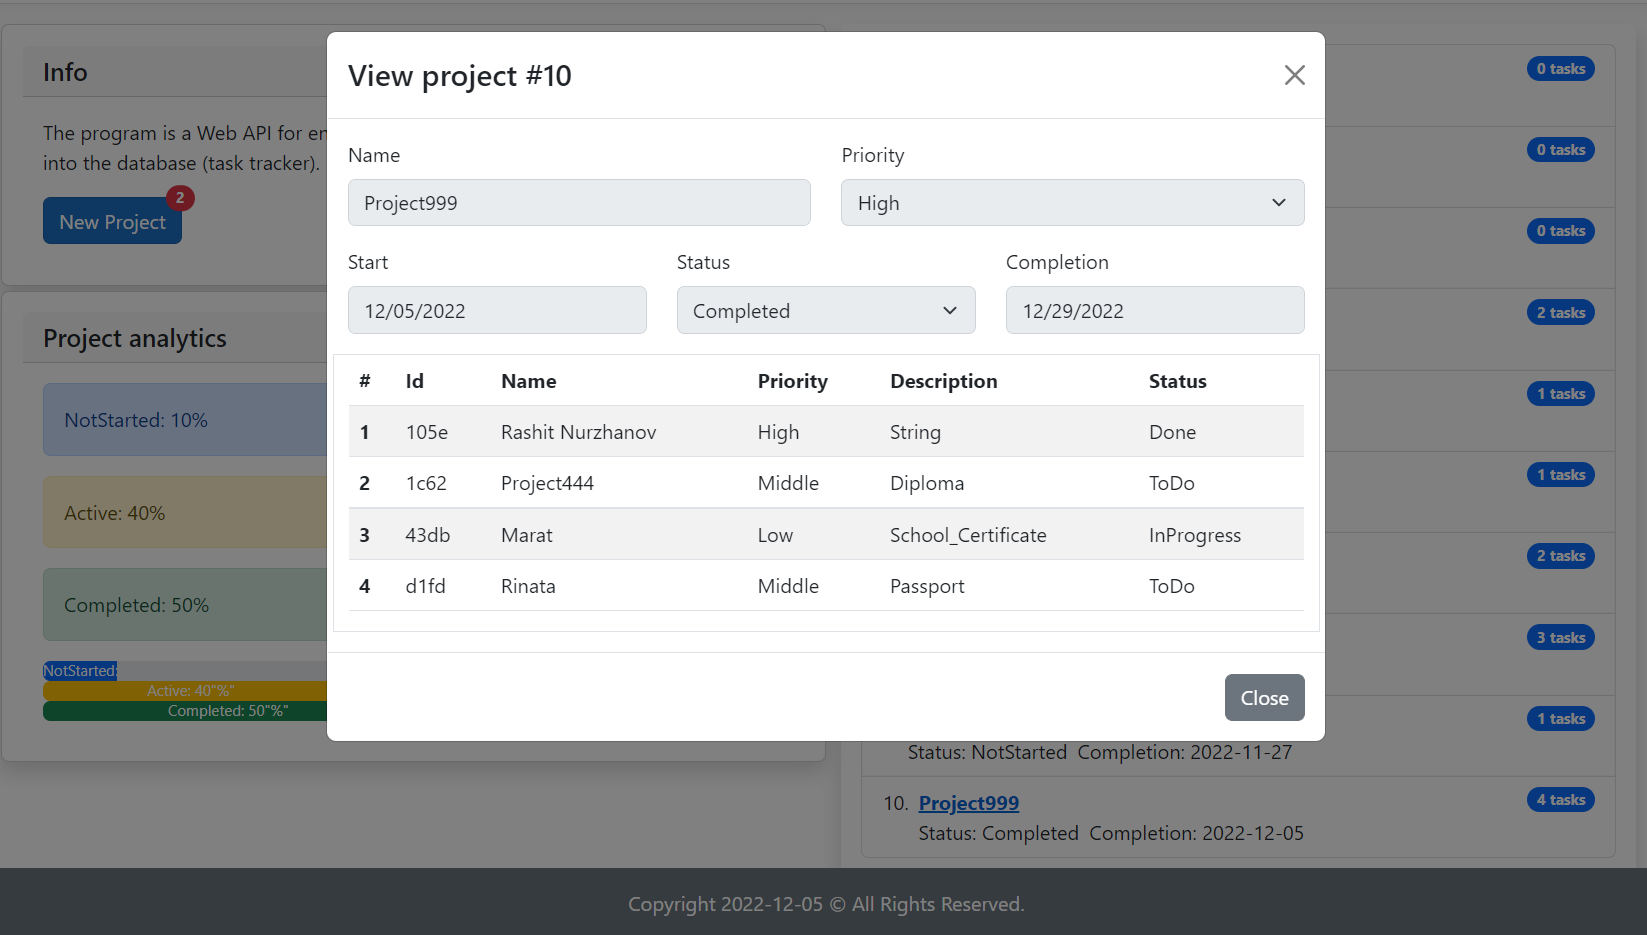 Info
The program is a Web API for
into the database (task tracker).
New Project
2
Project analytics
NotStarted: 10%
Active: 40%
Completed: 50%
NotStarted:
Active: 40"%"
Completed: 50"%"
View project #10
Name
Priority
Project999
High
Start
Status
Completion
12/05/2022
Completed
12/29/2022
# Id Name Priority Description Status
1 105e Rashit Nurzhanov High String Done
2 1c62 Project444 Middle Diploma ToDo
3 43db Marat Low School_Certificate InProgress
4 d1fd Rinata Middle Passport ToDo
Close
0 tasks
0 tasks
0 tasks
2 tasks
1 tasks
1 tasks
2 tasks
3 tasks
1 tasks
Status: NotStarted Completion: 2022-11-27
10. Project999
4 tasks
Status: Completed Completion: 2022-12-05
Copyright 2022-12-05 © All Rights Reserved.